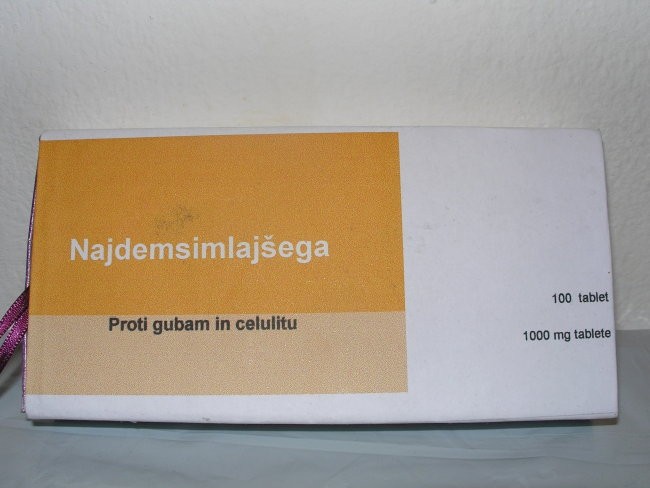 Najdemsimlajšega
Proti gubam in celulitu
100 tablet
1000 mg tablete